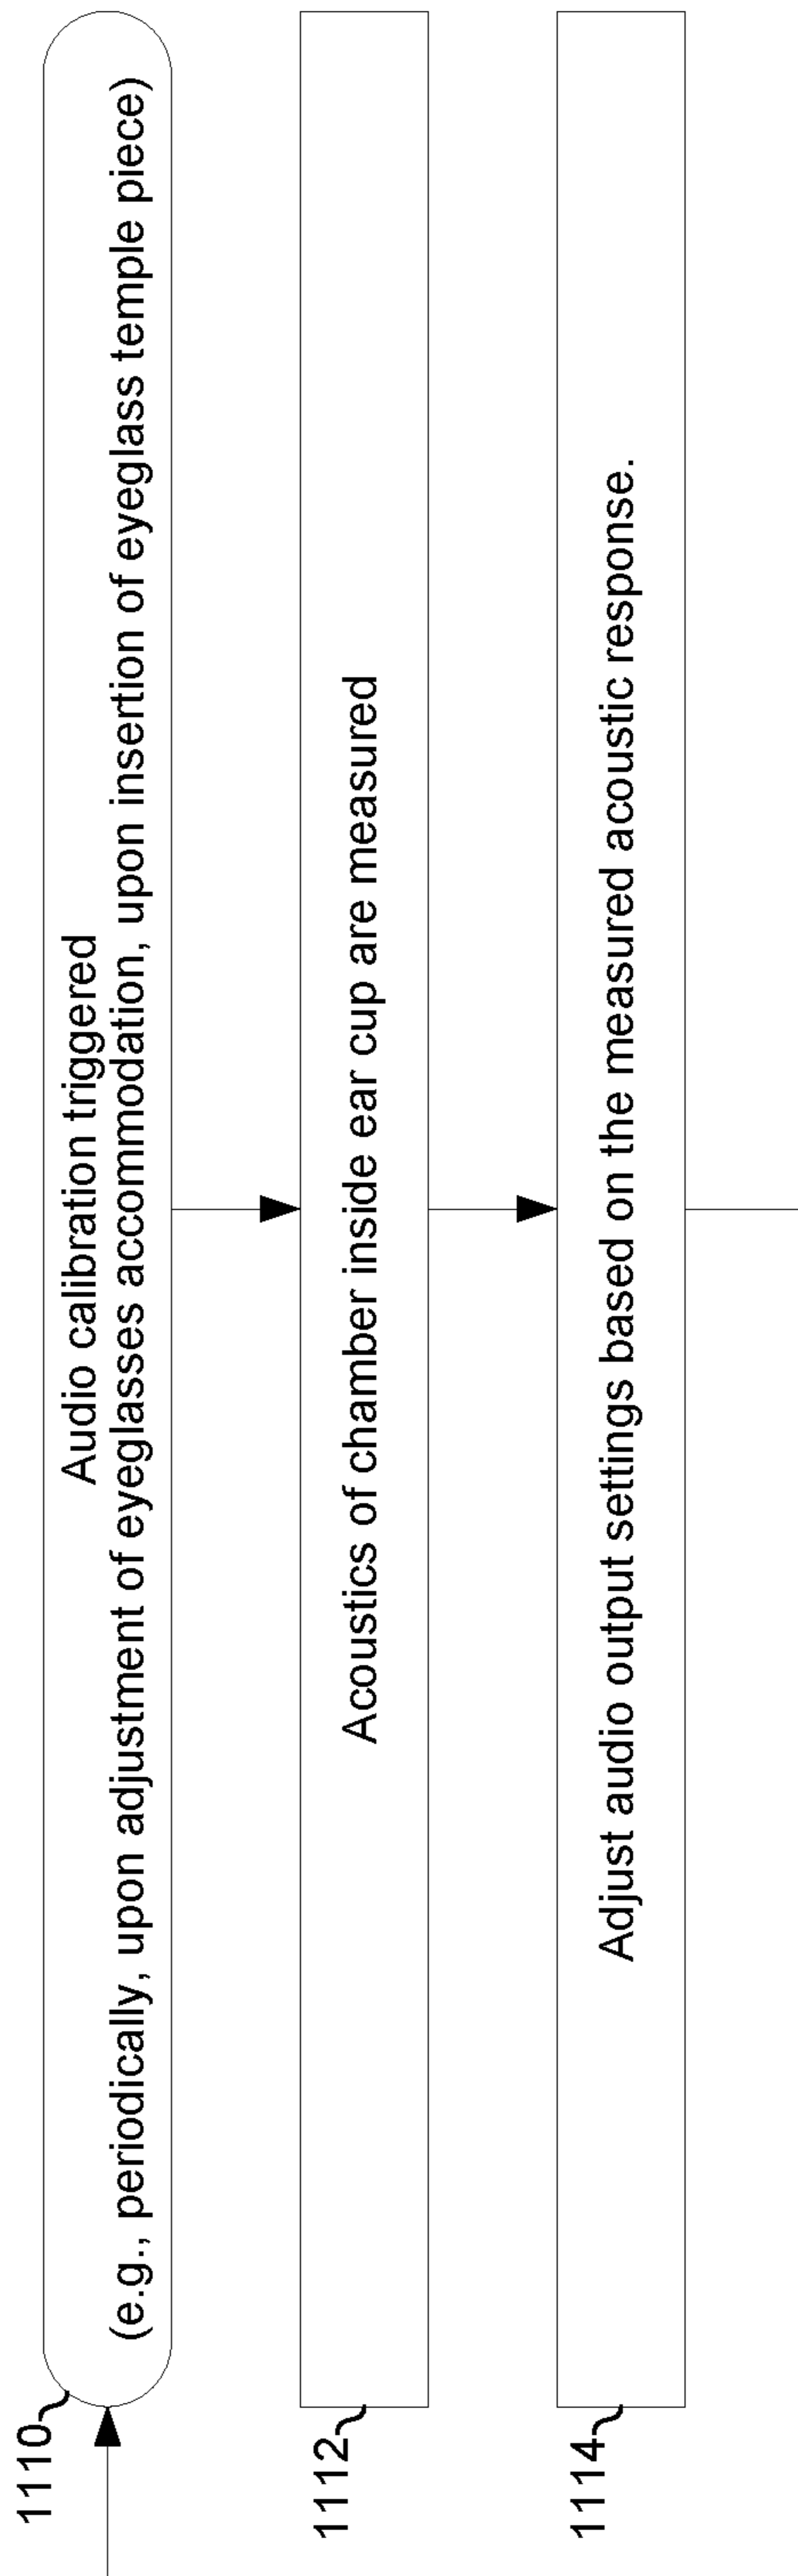 1110
Audio calibration triggered
(e.g., periodically, upon adjustment of eyeglasses accommodation, upon insertion of eyeglass temple piece)
1112
Acoustics of chamber inside ear cup are measured
1114
Adjust audio output settings based on the measured acoustic response.